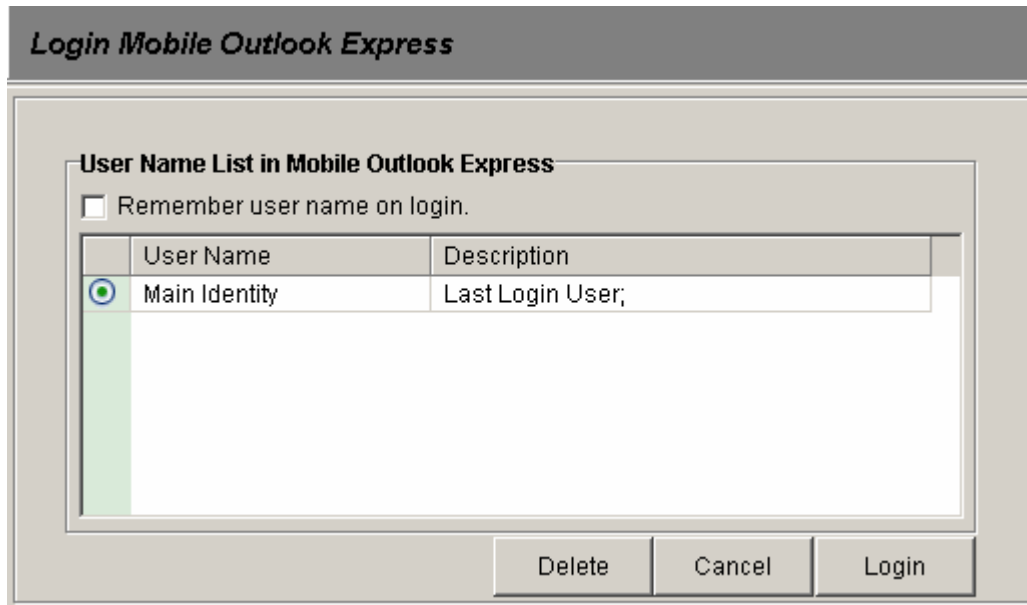 Login Mobile Outlook Express
User Name List in Mobile Outlook Express
Remember user name on login.
User Name Description
Main Identity Last Login User;
Delete Cancel Login